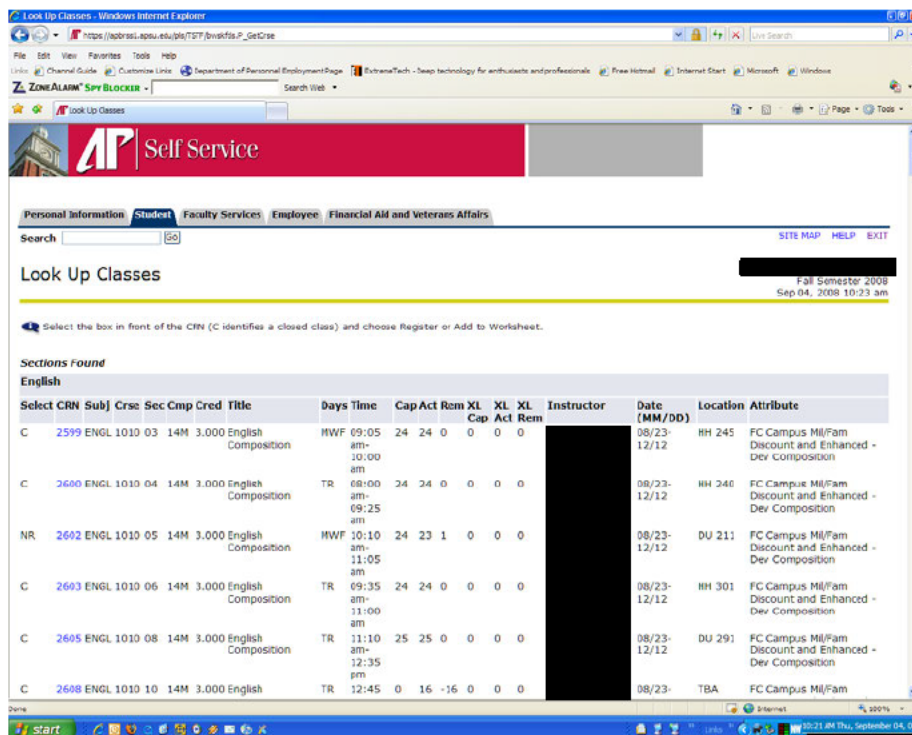 Look Up Classes - Windows Internet Explorer
https://apbrss1.apsu.edu/pls/TSTF/bwskfcls.P_GetCrse
Live Search
File Edit View Favorites Tools Help
Links Channel Guide Customize Links Department of Personnel Employment Page ExtremeTech - Deep technology for enthusiasts and professionals Free Hotmail Internet Start Microsoft Windows
ZONEALARM SPY BLOCKER Search Web
Look Up Classes Page Tools
AP Self Service
Personal Information Student Faculty Services Employee Financial Aid and Veterans Affairs
Search Go SITE MAP HELP EXIT
Look Up Classes
Fall Semester 2008
Sep 04, 2008 10:23 am
Select the box in front of the CRN (C identifies a closed class) and choose Register or Add to Worksheet.
Sections Found
English
Select CRN Subj Crse Sec Cmp Cred Title Days Time Cap Act Rem XL XL XL Instructor Date Location Attribute
Cap Act Rem (MM/DD)
C 2599 ENGL 1010 03 14M 3.000 English MWF 09:05 24 24 0 0 0 0 08/23- HH 245 FC Campus Mil/Fam
Composition am- 12/12 Discount and Enhanced -
10:00 Dev Composition
am
C 2600 ENGL 1010 04 14M 3.000 English TR 08:00 24 24 0 0 0 0 08/23- HH 240 FC Campus Mil/Fam
Composition am- 12/12 Discount and Enhanced -
09:25 Dev Composition
am
NR 2602 ENGL 1010 05 14M 3.000 English MWF 10:10 24 23 1 0 0 0 08/23- DU 211 FC Campus Mil/Fam
Composition am- 12/12 Discount and Enhanced -
11:05 Dev Composition
am
C 2603 ENGL 1010 06 14M 3.000 English TR 09:35 24 24 0 0 0 0 08/23- HH 301 FC Campus Mil/Fam
Composition am- 12/12 Discount and Enhanced -
11:00 Dev Composition
am
C 2605 ENGL 1010 08 14M 3.000 English TR 11:10 25 25 0 0 0 0 08/23- DU 291 FC Campus Mil/Fam
Composition am- 12/12 Discount and Enhanced -
12:35 Dev Composition
pm
C 2608 ENGL 1010 10 14M 3.000 English TR 12:45 0 16 -16 0 0 0 08/23- TBA FC Campus Mil/Fam
Done Internet 100%
start Links 10:21 AM Thu, September 04, 0